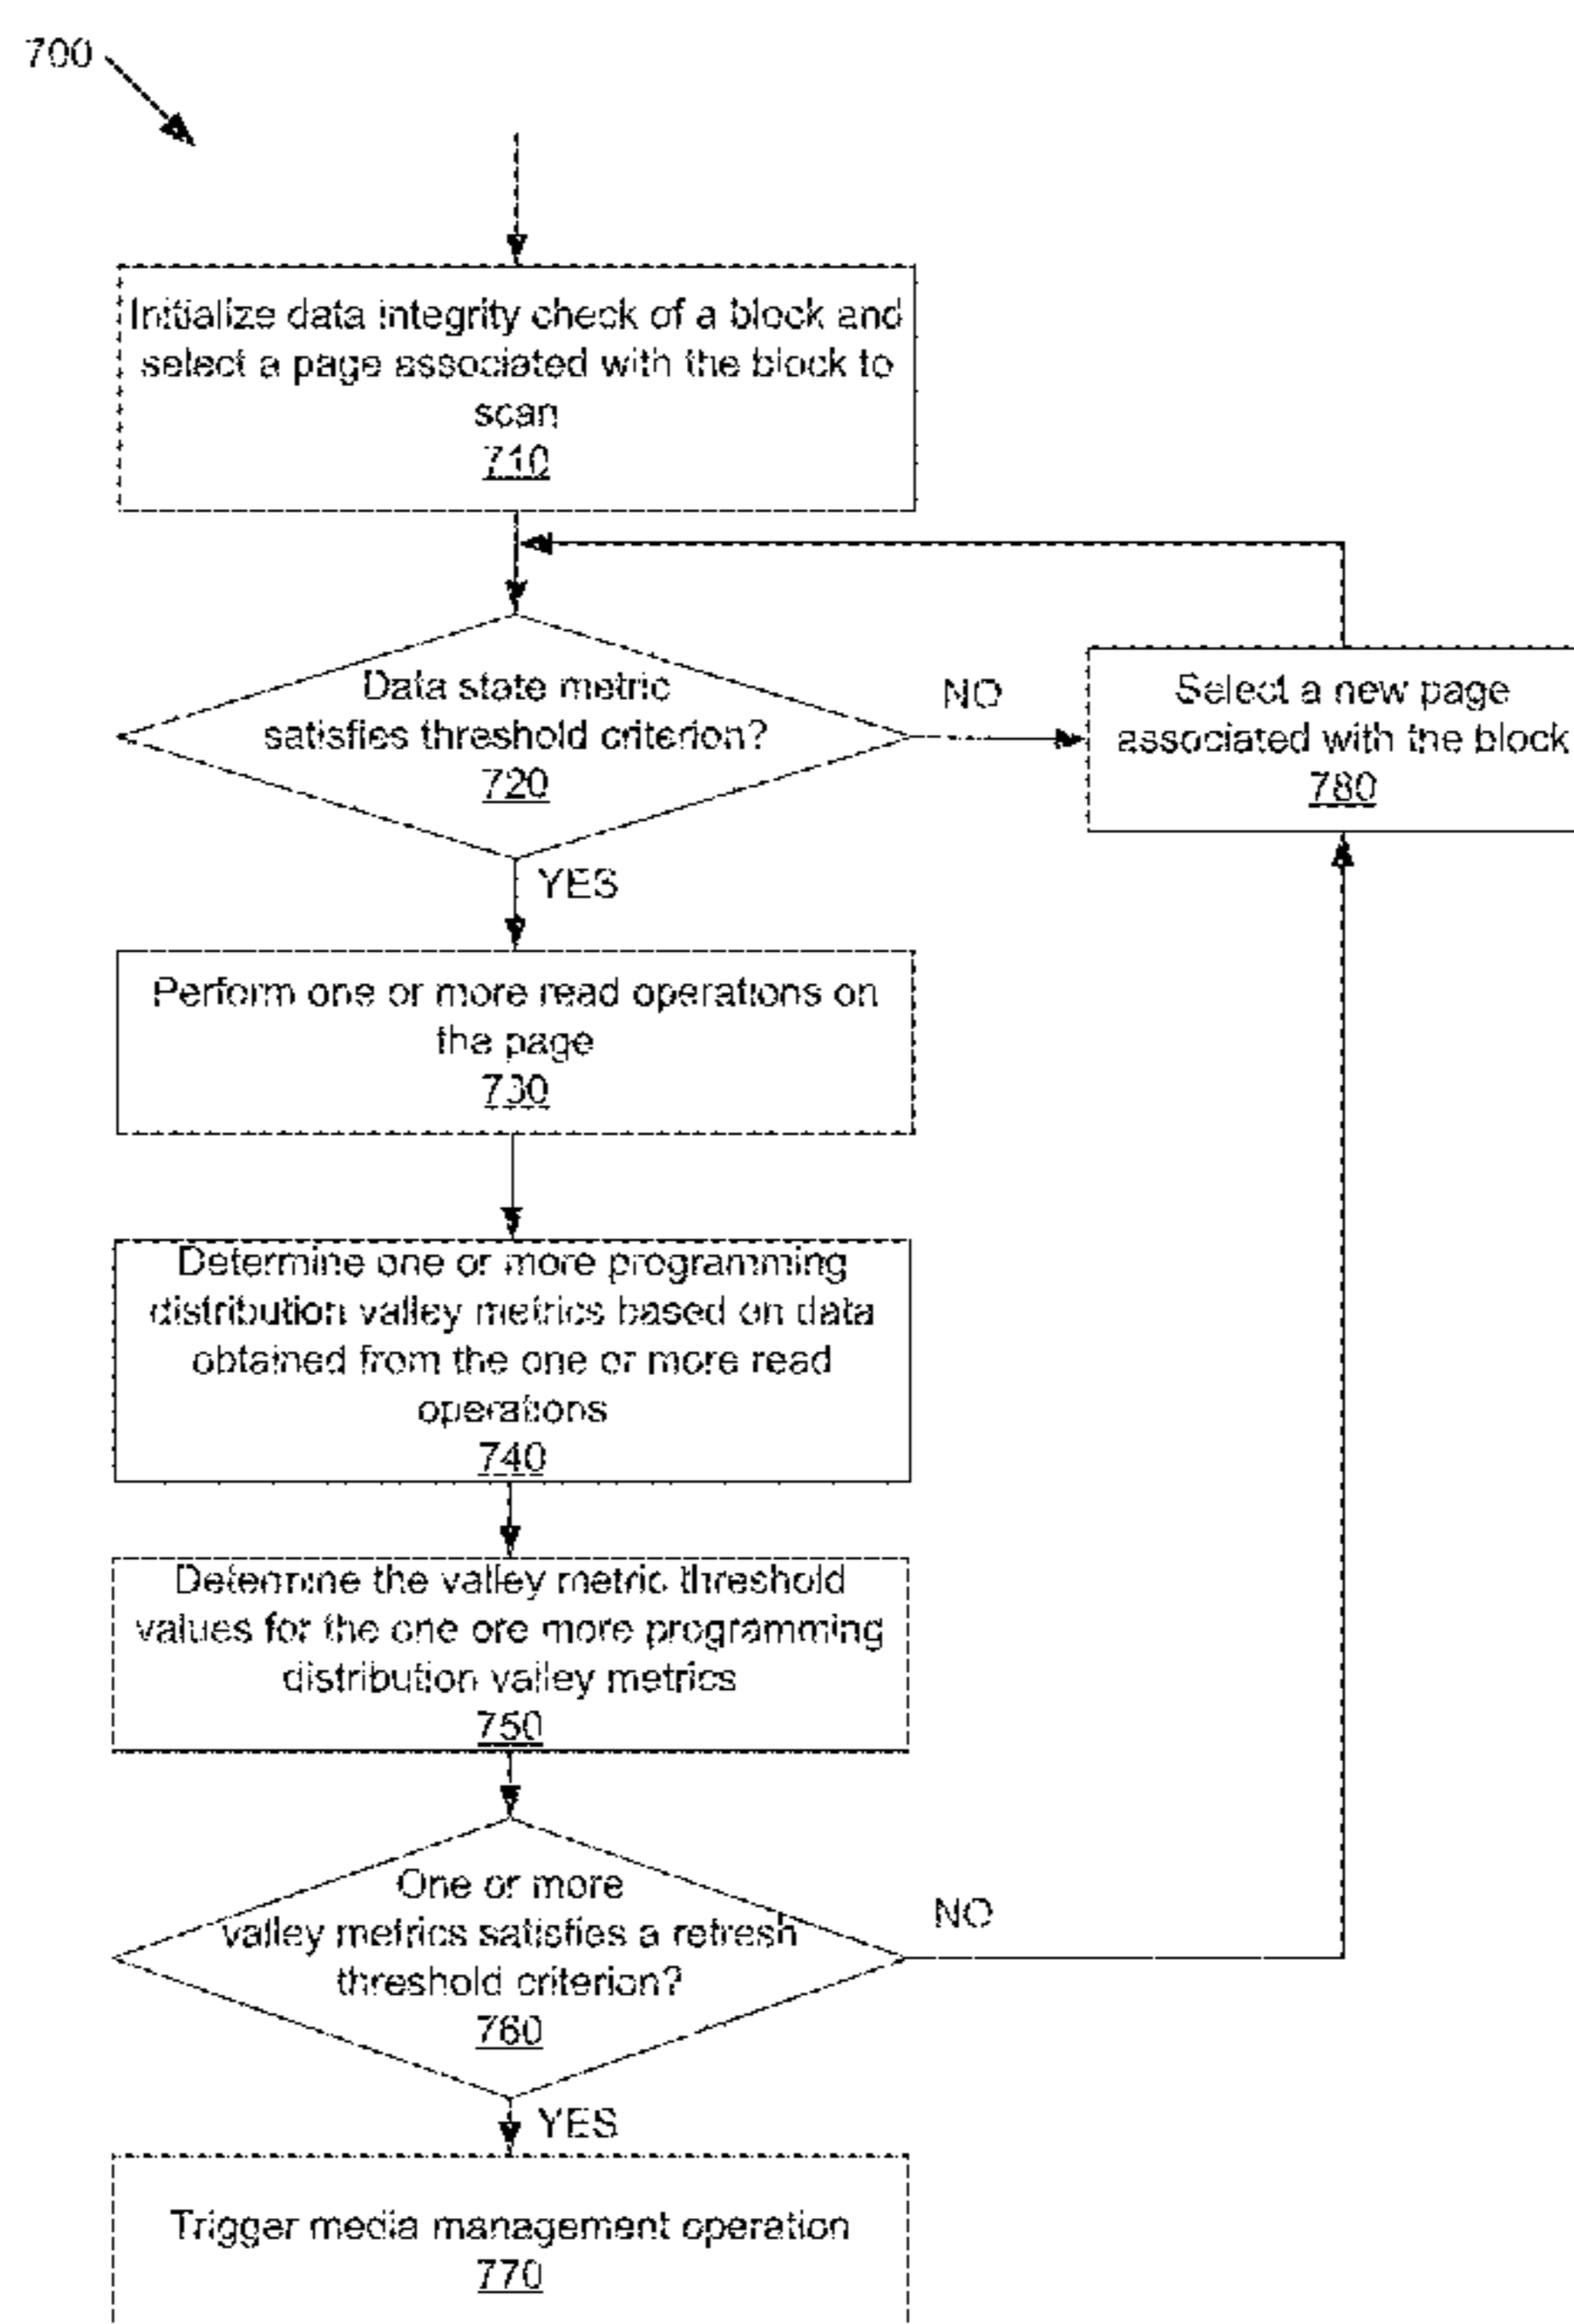 700
Initialize data integrity check of a block and
select a page associated with the block to
scan
710
Data state metric
satisfies threshold criterion?
720
NO
Select a new page
associated with the block
780
YES
Perform one or more read operations on
the page
730
Determine one or more programming
distribution valley metrics based on data
obtained from the one or more read
operations
740
Determine the valley metric threshold
values for the one ore more programming
distribution valley metrics
750
One or more
valley metrics satisfies a refresh
threshold criterion?
760
NO
YES
Trigger media management operation
770